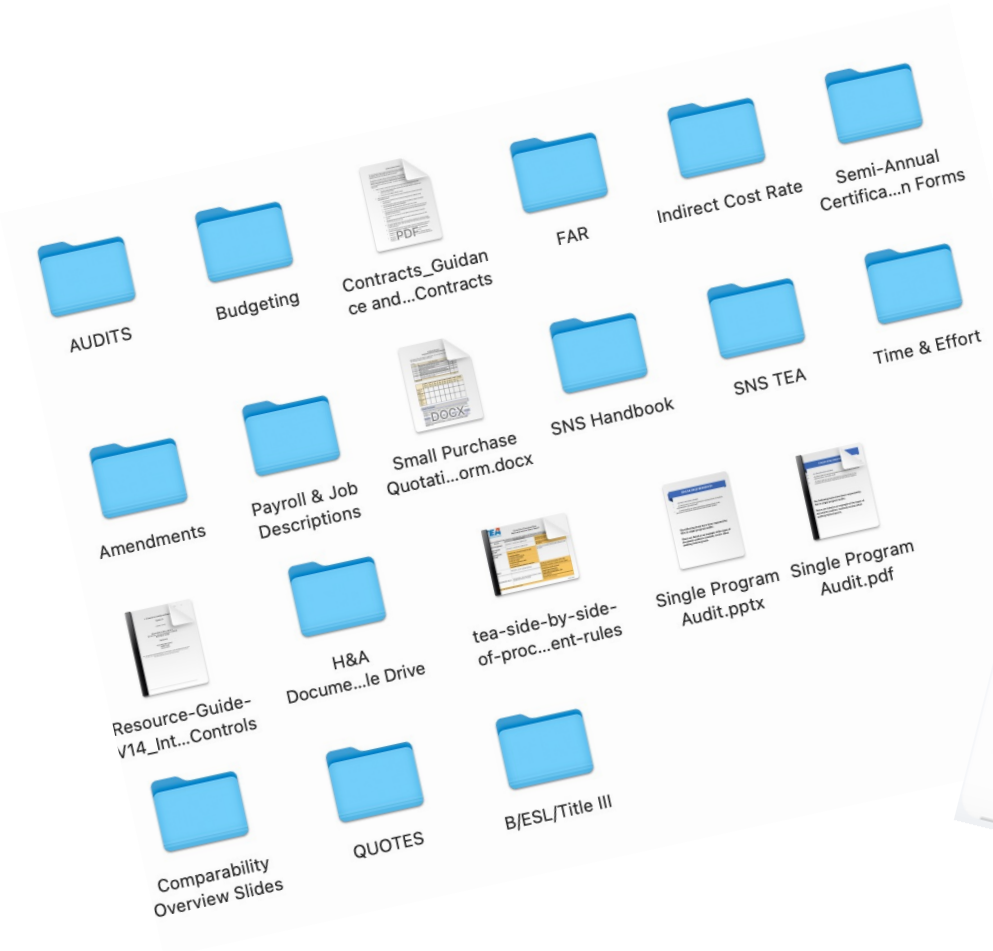 AUDITS
Budgeting
PDF
Contracts_Guidan
ce and...Contracts
FAR
Indirect Cost Rate
Semi-Annual
Certifica...n Forms
Amendments
Payroll & Job
Descriptions
DOCX
Small Purchase
Quotati...orm.docx
SNS Handbook
SNS TEA
Time & Effort
Resource-Guide-
V14_Int...Controls
H&A
Docume...le Drive
tea-side-by-side-
of-proc...ent-rules
Single Program
Audit.pptx
Single Program
Audit.pdf
Comparability
Overview Slides
QUOTES
B/ESL/Title III